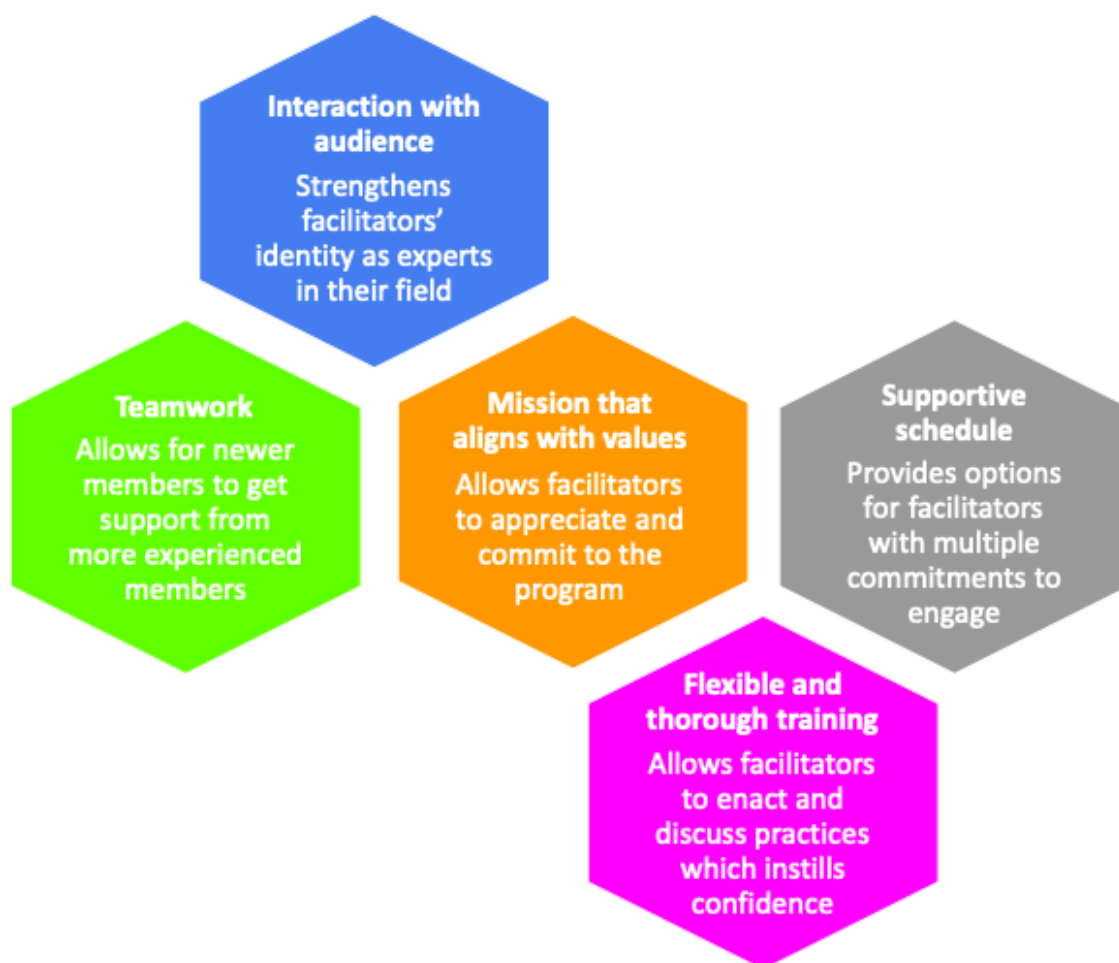 Interaction with
audience
Strengthens
facilitators’
identity as experts
in their field
Teamwork
Allows for newer
members to get
support from
more experienced
members
Mission that
aligns with values
Allows facilitators
to appreciate and
commit to the
program
Supportive
schedule
Provides options
for facilitators
with multiple
commitments to
engage
Flexible and
thorough training
Allows facilitators
to enact and
discuss practices
which instills
confidence